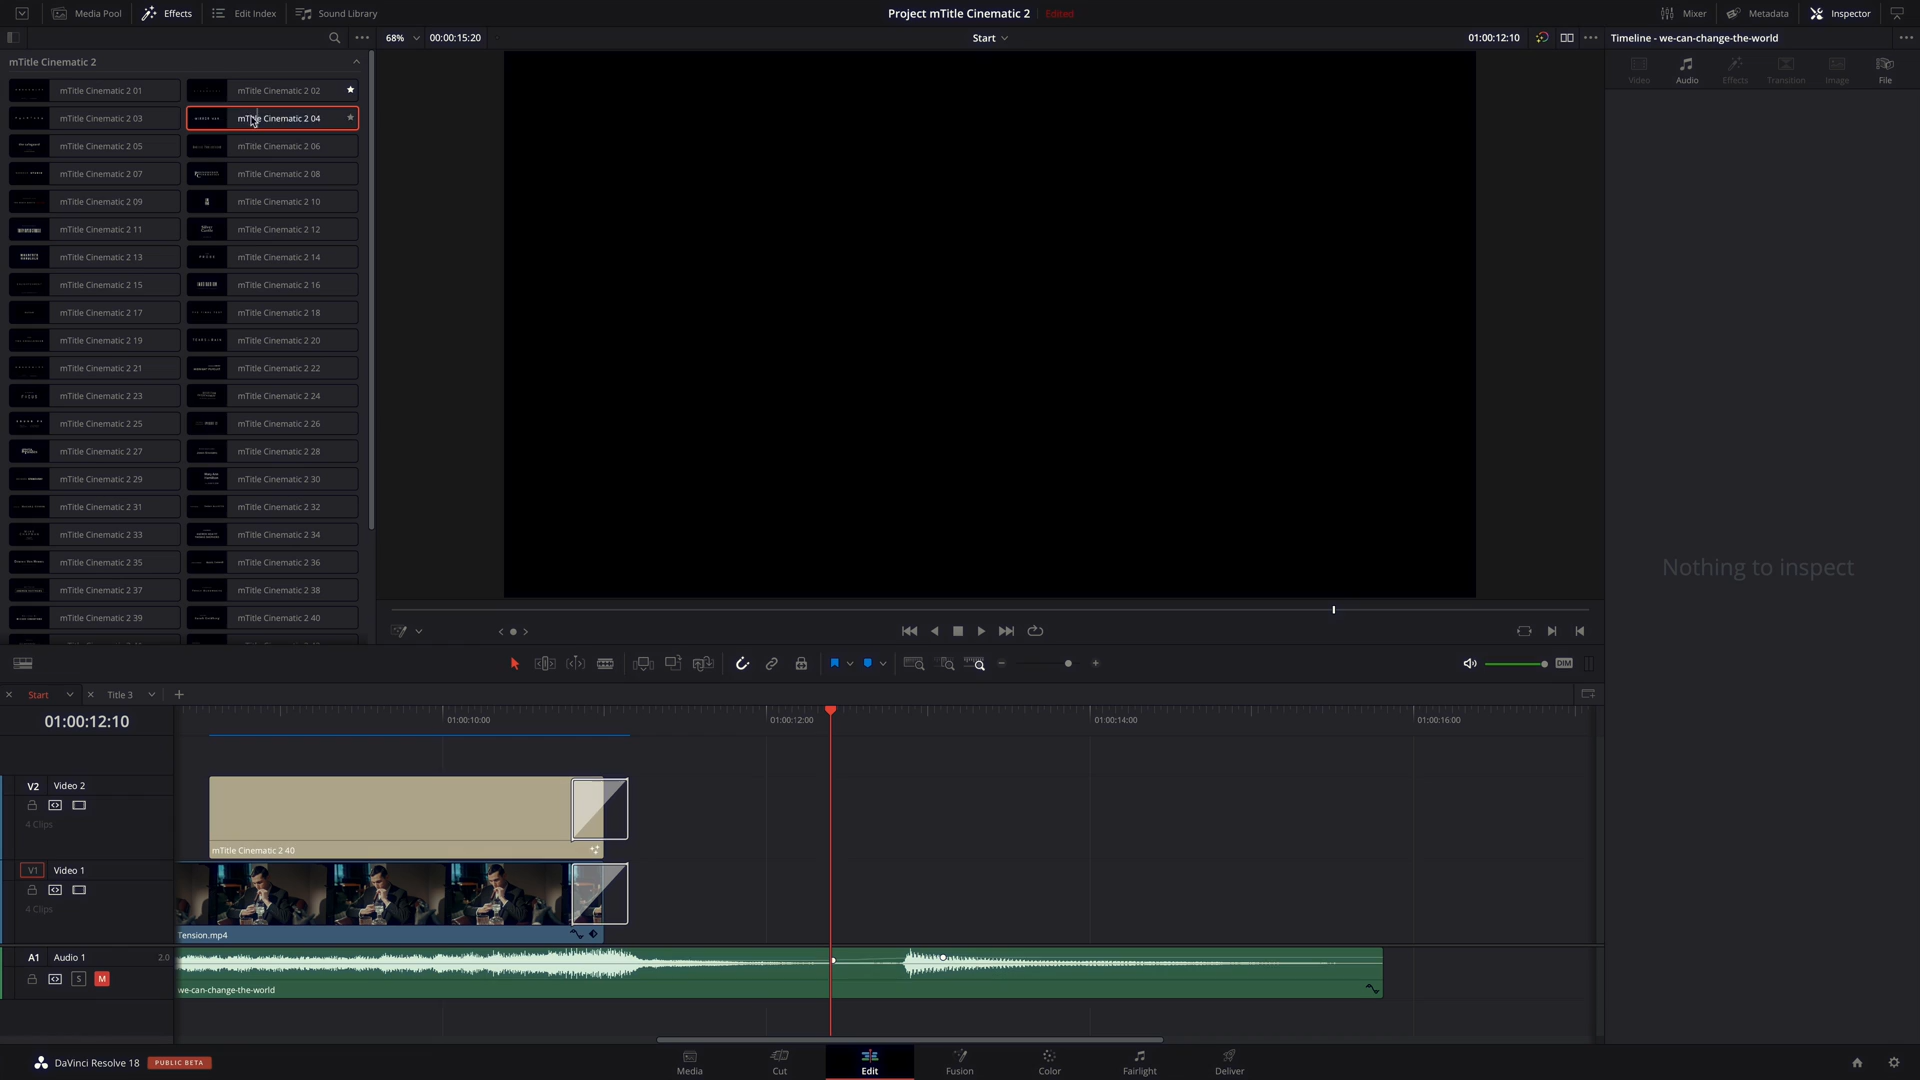 Media Pool
Effects
Edit Index
Sound Library
Project mTitle Cinematic 2
Edited
Mixer
Metadata
Inspector
68%
00:00:15:20
Start
01:00:12:10
Timeline - we-can-change-the-world
mTitle Cinematic 2
Video
Audio
Effects
Transition
Image
File
mTitle Cinematic 2 01
mTitle Cinematic 2 02
mTitle Cinematic 2 03
mTitle Cinematic 2 04
mTitle Cinematic 2 05
mTitle Cinematic 2 06
mTitle Cinematic 2 07
mTitle Cinematic 2 08
mTitle Cinematic 2 09
mTitle Cinematic 2 10
mTitle Cinematic 2 11
mTitle Cinematic 2 12
mTitle Cinematic 2 13
mTitle Cinematic 2 14
mTitle Cinematic 2 15
mTitle Cinematic 2 16
mTitle Cinematic 2 17
mTitle Cinematic 2 18
mTitle Cinematic 2 19
mTitle Cinematic 2 20
mTitle Cinematic 2 21
mTitle Cinematic 2 22
mTitle Cinematic 2 23
mTitle Cinematic 2 24
mTitle Cinematic 2 25
mTitle Cinematic 2 26
mTitle Cinematic 2 27
mTitle Cinematic 2 28
mTitle Cinematic 2 29
mTitle Cinematic 2 30
mTitle Cinematic 2 31
mTitle Cinematic 2 32
mTitle Cinematic 2 33
mTitle Cinematic 2 34
mTitle Cinematic 2 35
mTitle Cinematic 2 36
mTitle Cinematic 2 37
mTitle Cinematic 2 38
mTitle Cinematic 2 39
mTitle Cinematic 2 40
Nothing to inspect
DIM
Start
Title 3
01:00:12:10
01:00:10:00
01:00:12:00
01:00:14:00
01:00:16:00
V2 Video 2
4 Clips
mTitle Cinematic 2 40
V1 Video 1
4 Clips
Tension.mp4
A1 Audio 1 2.0
S M
we-can-change-the-world
DaVinci Resolve 18
PUBLIC BETA
Media
Cut
Edit
Fusion
Color
Fairlight
Deliver